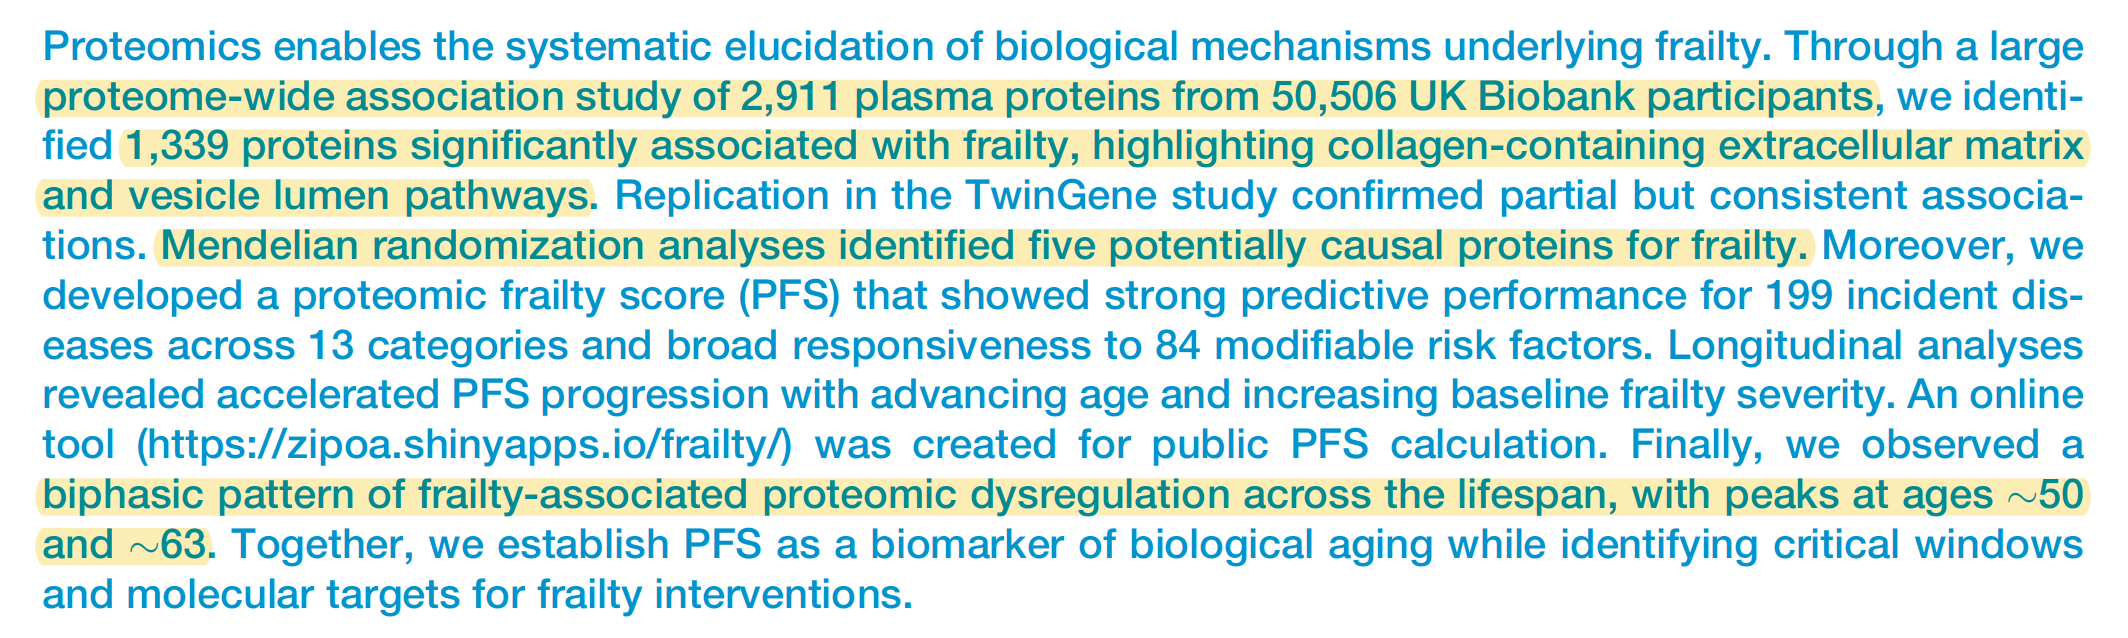 Proteomics enables the systematic elucidation of biological mechanisms underlying frailty. Through a large
proteome-wide association study of 2,911 plasma proteins from 50,506 UK Biobank participants, we identi-
fied 1,339 proteins significantly associated with frailty, highlighting collagen-containing extracellular matrix
and vesicle lumen pathways. Replication in the TwinGene study confirmed partial but consistent associa-
tions. Mendelian randomization analyses identified five potentially causal proteins for frailty. Moreover, we
developed a proteomic frailty score (PFS) that showed strong predictive performance for 199 incident dis-
eases across 13 categories and broad responsiveness to 84 modifiable risk factors. Longitudinal analyses
revealed accelerated PFS progression with advancing age and increasing baseline frailty severity. An online
tool (https://zipoa.shinyapps.io/frailty/) was created for public PFS calculation. Finally, we observed a
biphasic pattern of frailty-associated proteomic dysregulation across the lifespan, with peaks at ages ∼50
and ∼63. Together, we establish PFS as a biomarker of biological aging while identifying critical windows
and molecular targets for frailty interventions.